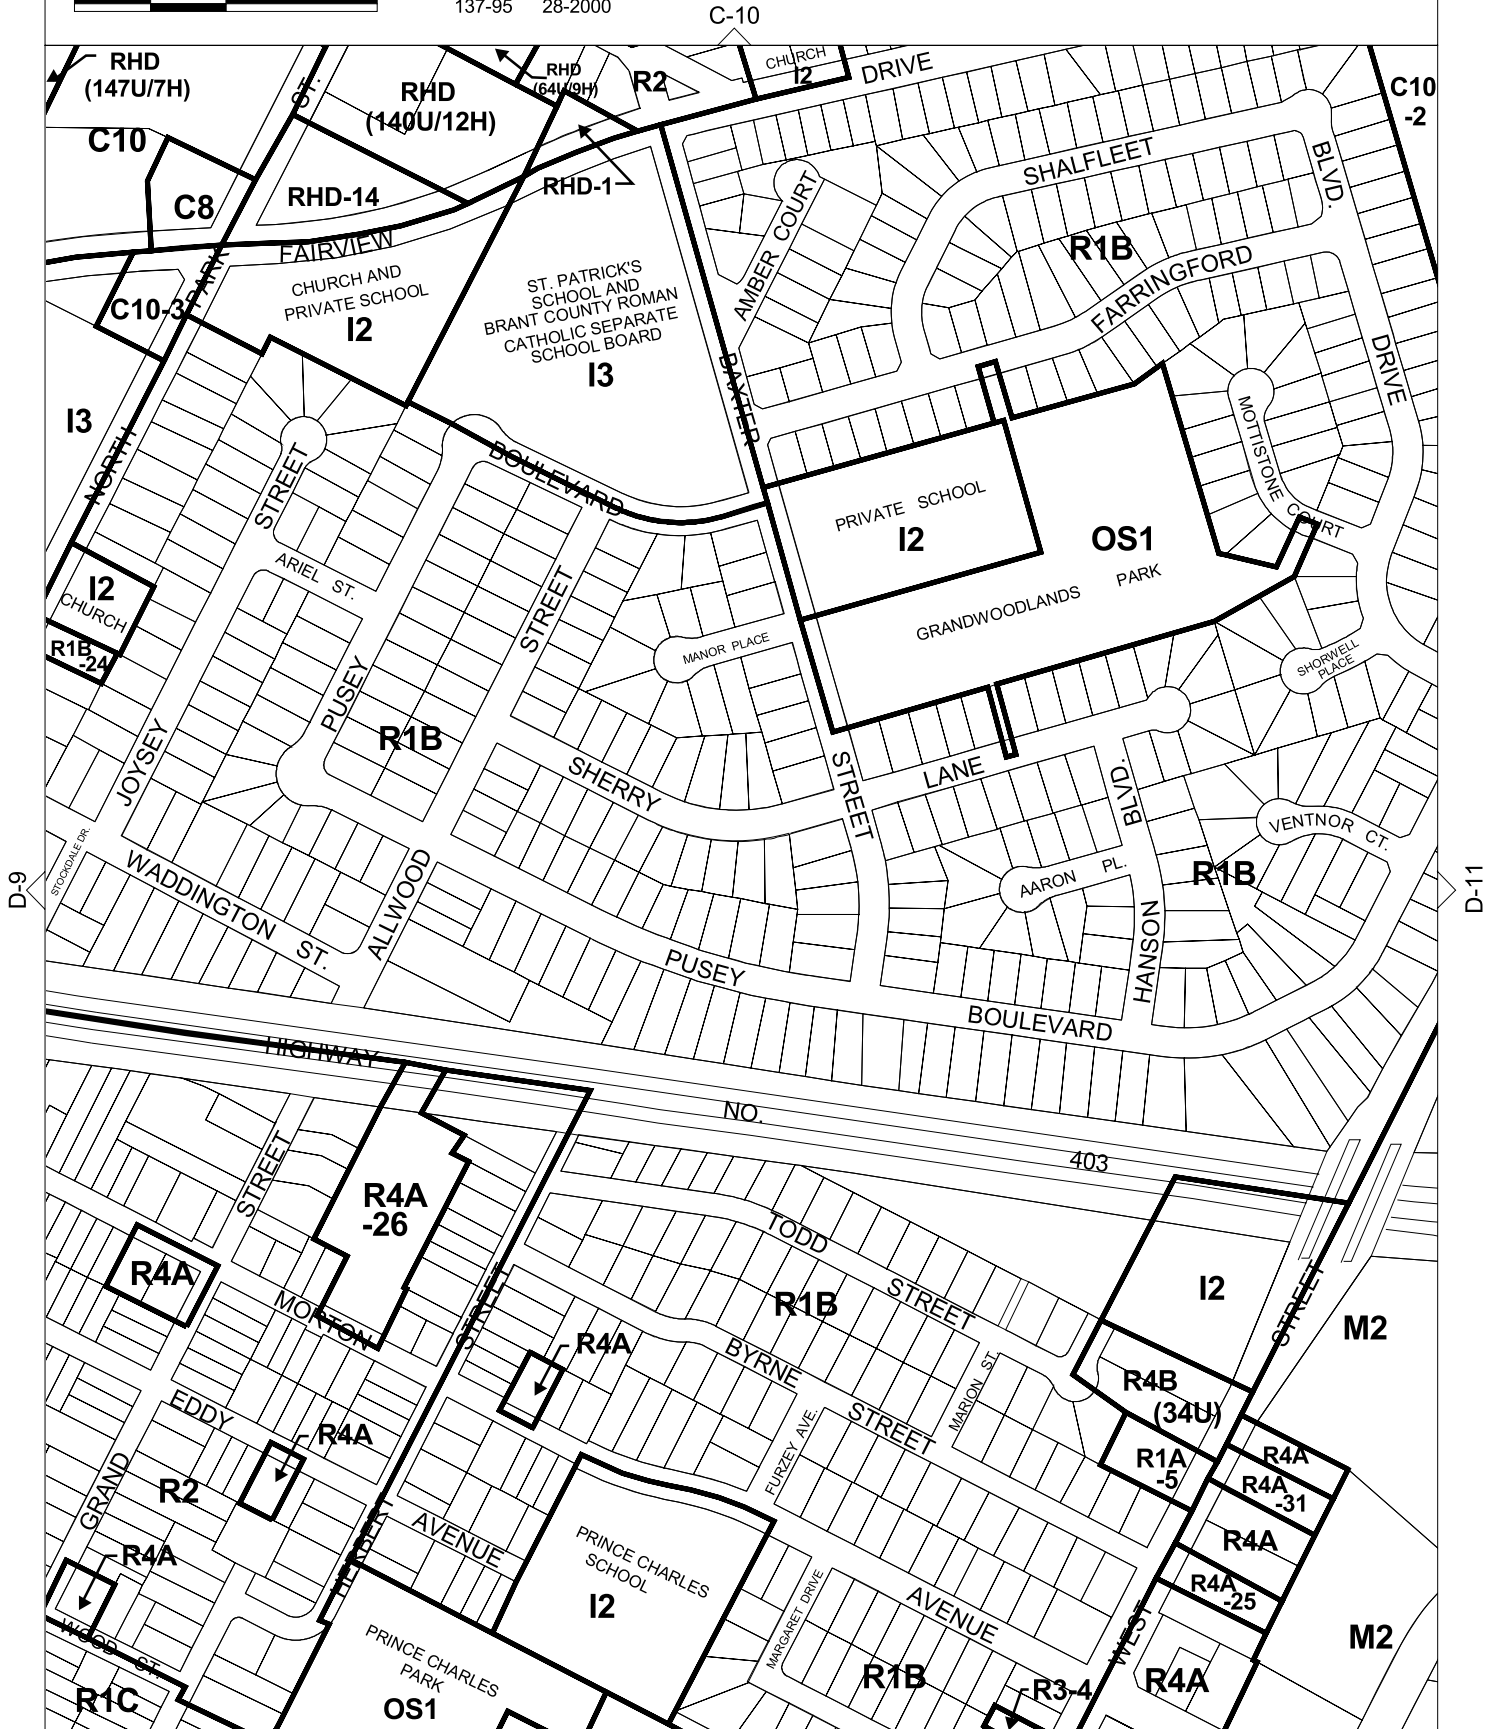 137-95 28-2000
C-10
RHD
(147U/7H)
C10
ST.
RHD
(140U/12H)
RHD
(64U/9H)
R2
CHURCH
I2
DRIVE
C10
-2
C8
RHD-14
RHD-1
SHALFLEET
BLVD.
AMBER COURT
R1B
FARRINGFORD
DRIVE
FAIRVIEW
PARK
C10-3
CHURCH AND
PRIVATE SCHOOL
I2
ST. PATRICK'S
SCHOOL AND
BRANT COUNTY ROMAN
CATHOLIC SEPARATE
SCHOOL BOARD
I3
BAXTER
I3
NORTH
STREET
BOULEVARD
MOTTISTONE
COURT
PRIVATE SCHOOL
I2
OS1
GRANDWOODLANDS PARK
ARIEL ST.
I2
CHURCH
R1B
-24
STREET
MANOR PLACE
SHORWELL
PLACE
PUSEY
R1B
JOYSEY
SHERRY
STREET
LANE
BLVD.
VENTNOR CT.
STOCKDALE DR.
WADDINGTON ST.
ALLWOOD
AARON PL.
R1B
D-9
D-11
PUSEY
HANSON
BOULEVARD
HIGHWAY
NO.
403
STREET
R4A
-26
R4A
MORTON
STREET
TODD
STREET
R1B
I2
STREET
M2
R4A
BYRNE
STREET
MARION ST.
R4B
(34U)
EDDY
R4A
FURZEY AVE.
R1A
-5
R4A
R4A
-31
GRAND
R2
R4A
HERBERT
AVENUE
PRINCE CHARLES
SCHOOL
I2
R4A
R4A
-25
MARGARET DRIVE
AVENUE
WEST
M2
WOOD ST.
R1C
PRINCE CHARLES
PARK
OS1
R1B
R3-4
R4A